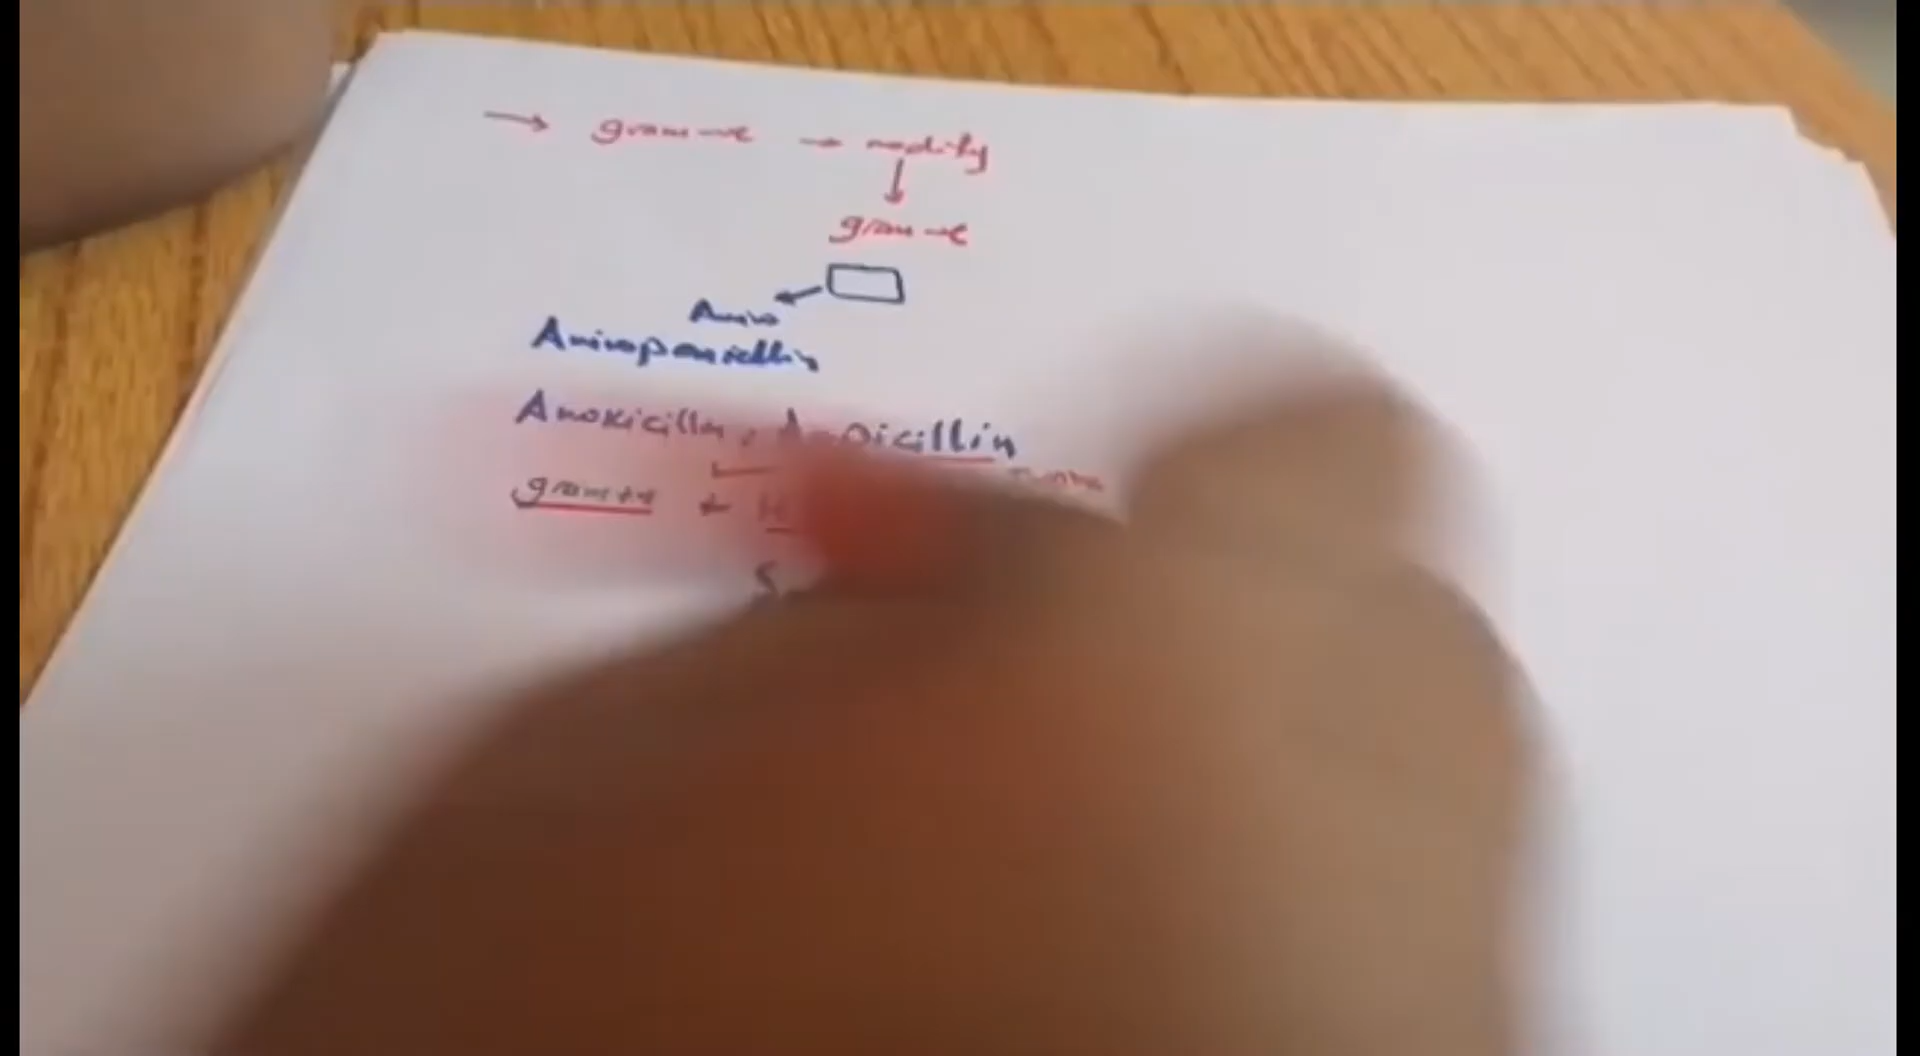 → gram -ve → modify
↓
gram -ve
Amino
Aminopenicillin
Amoxicillin, Ampicillin
gram +ve +